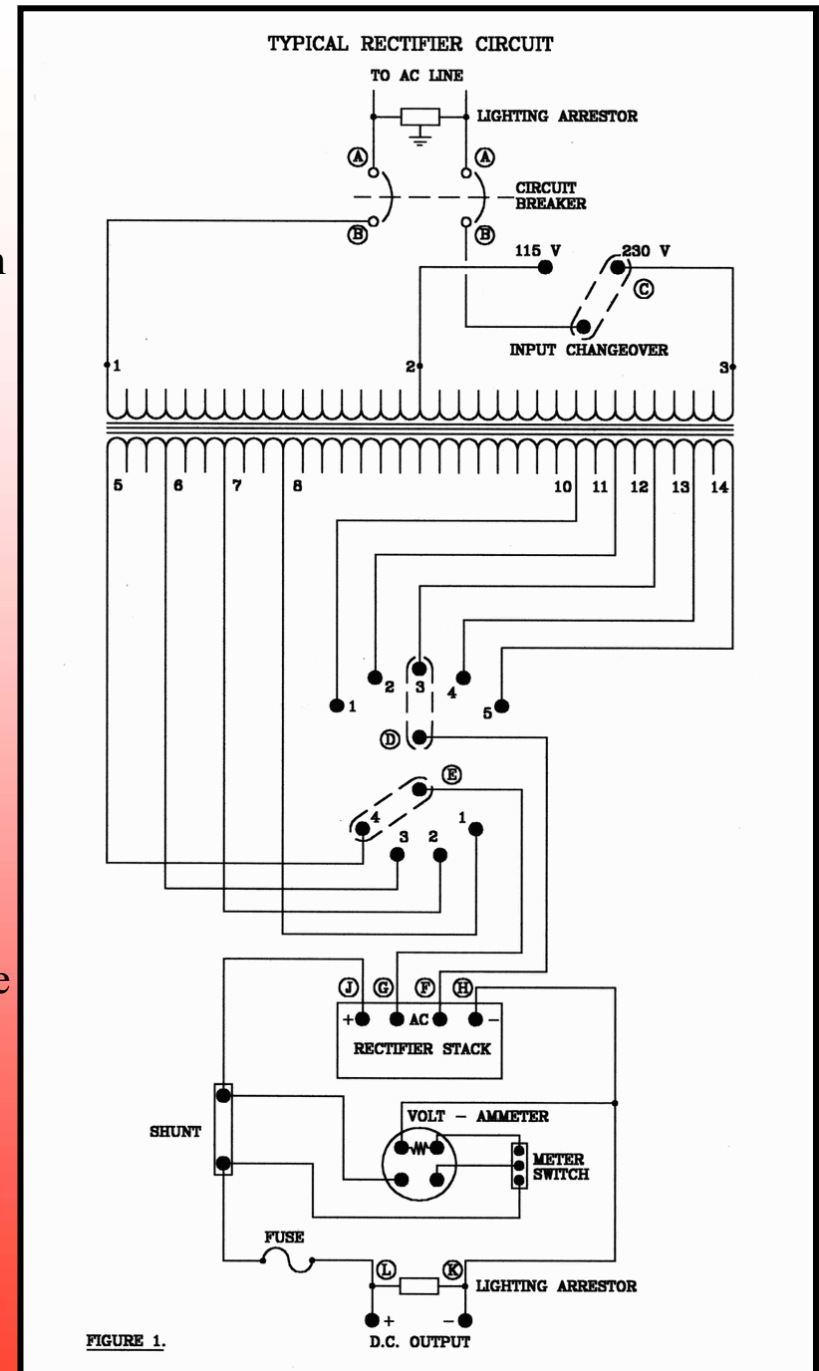 TYPICAL RECTIFIER CIRCUIT
TO AC LINE
LIGHTING ARRESTOR
A A
CIRCUIT
BREAKER
B B
n
115 V 230 V
C
INPUT CHANGEOVER
1 2 3
5 6 7 8 10 11 12 13 14
1 2 3 4 5
D
E
4 3 2 1
e
J G F H
+ AC -
RECTIFIER STACK
VOLT - AMMETER
SHUNT
METER
SWITCH
FUSE
L K
LIGHTING ARRESTOR
+ -
FIGURE 1.
D.C. OUTPUT